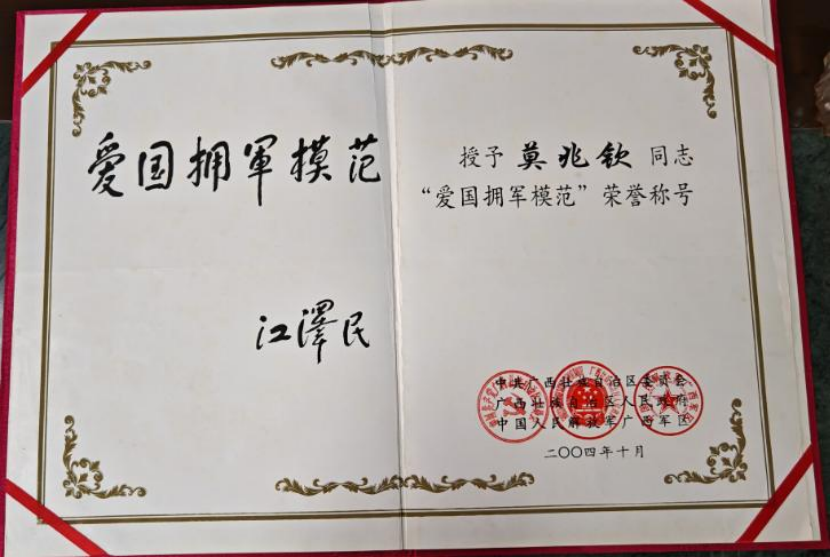 爱国拥軍模范
江澤民
授予 莫兆钦 同志
“爱国拥军模范”荣誉称号
中共广西壮族自治区委员会
广西壮族自治区人民政府
中国人民解放军广西军区
二〇〇四年十月